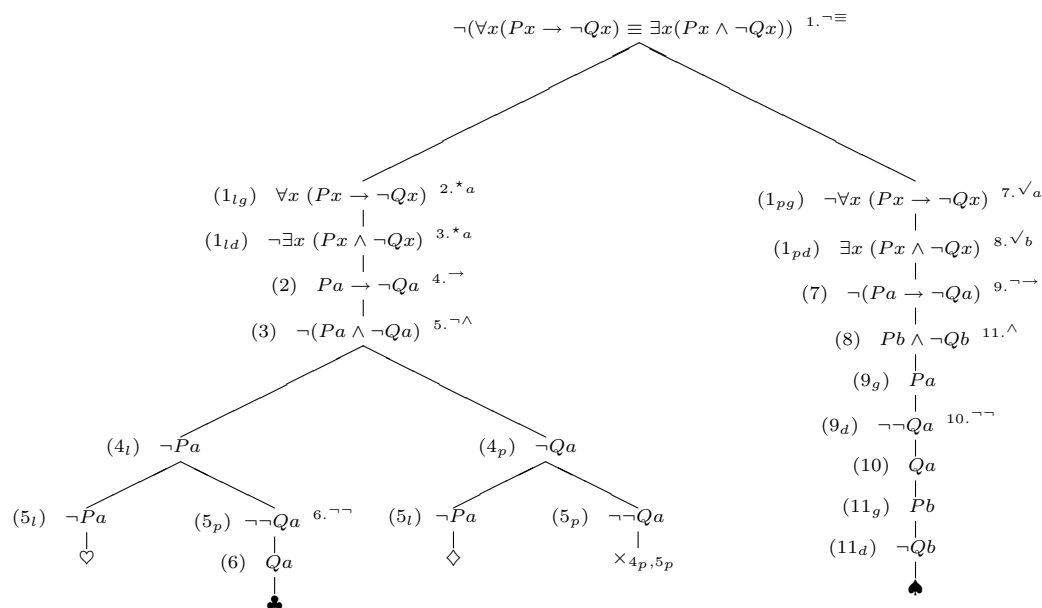 ¬(∀x(Px → ¬Qx) ≡ ∃x(Px ∧ ¬Qx)) 1.¬≡
(1lg) ∀x (Px → ¬Qx) 2.⋆a
(1pg) ¬∀x (Px → ¬Qx) 7.√a
(1ld) ¬∃x (Px ∧ ¬Qx) 3.⋆a
(1pd) ∃x (Px ∧ ¬Qx) 8.√b
(2) Pa → ¬Qa 4.→
(7) ¬(Pa → ¬Qa) 9.¬→
(3) ¬(Pa ∧ ¬Qa) 5.¬∧
(8) Pb ∧ ¬Qb 11.∧
(9g) Pa
(4l) ¬Pa (4p) ¬Qa
(9d) ¬¬Qa 10.¬¬
(10) Qa
(5l) ¬Pa (5p) ¬¬Qa 6.¬¬ (5l) ¬Pa (5p) ¬¬Qa
(11g) Pb
♡ (6) Qa ♢ ×4p,5p
(11d) ¬Qb
♣ ♠